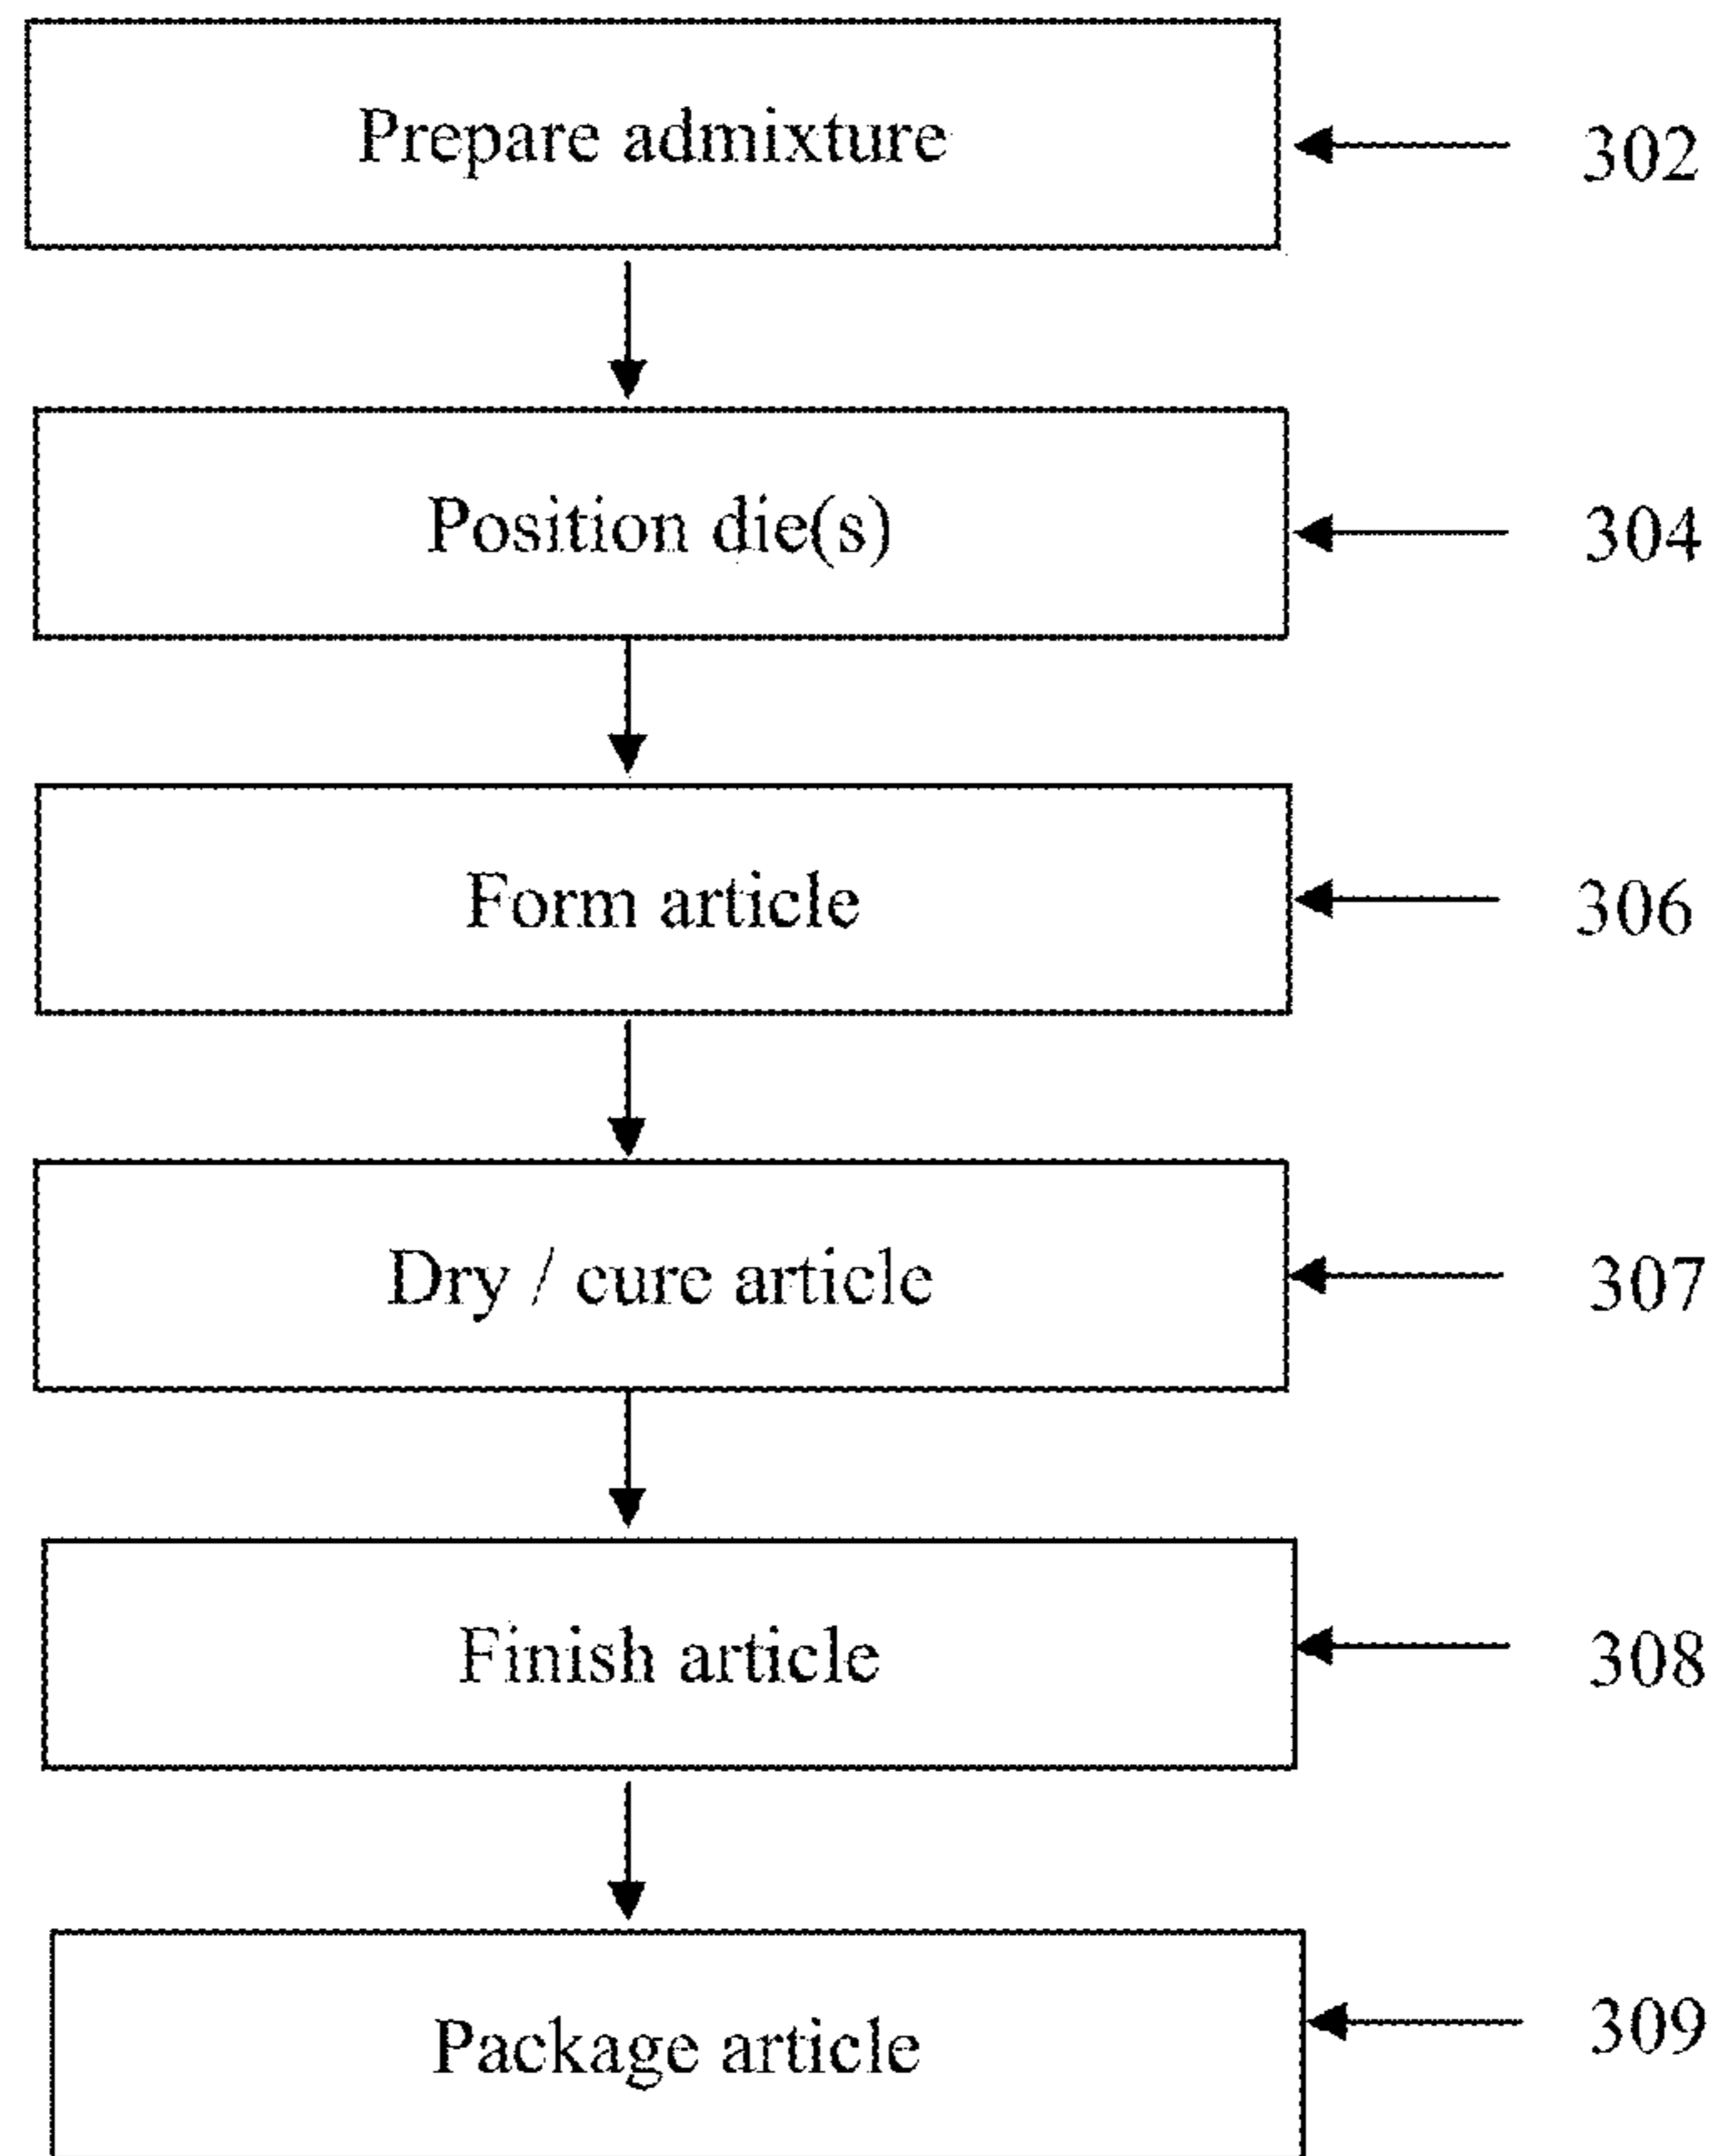 Prepare admixture
302
Position die(s)
304
Form article
306
Dry / cure article
307
Finish article
308
Package article
309